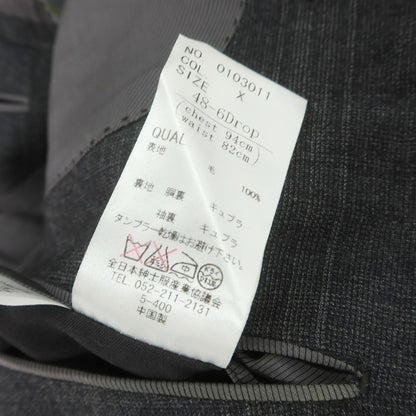 NO 0103011
COL X
SIZE
48-6Drop
(chest 94cm
waist 82cm)
QUAL
表地 毛 100%
裏地 胴裏 キュプラ
袖裏 キュプラ
タンブラー乾燥はお避け下さい。
中
全日本紳士服産業協議会
TEL 052-211-2131
5-400
中国製